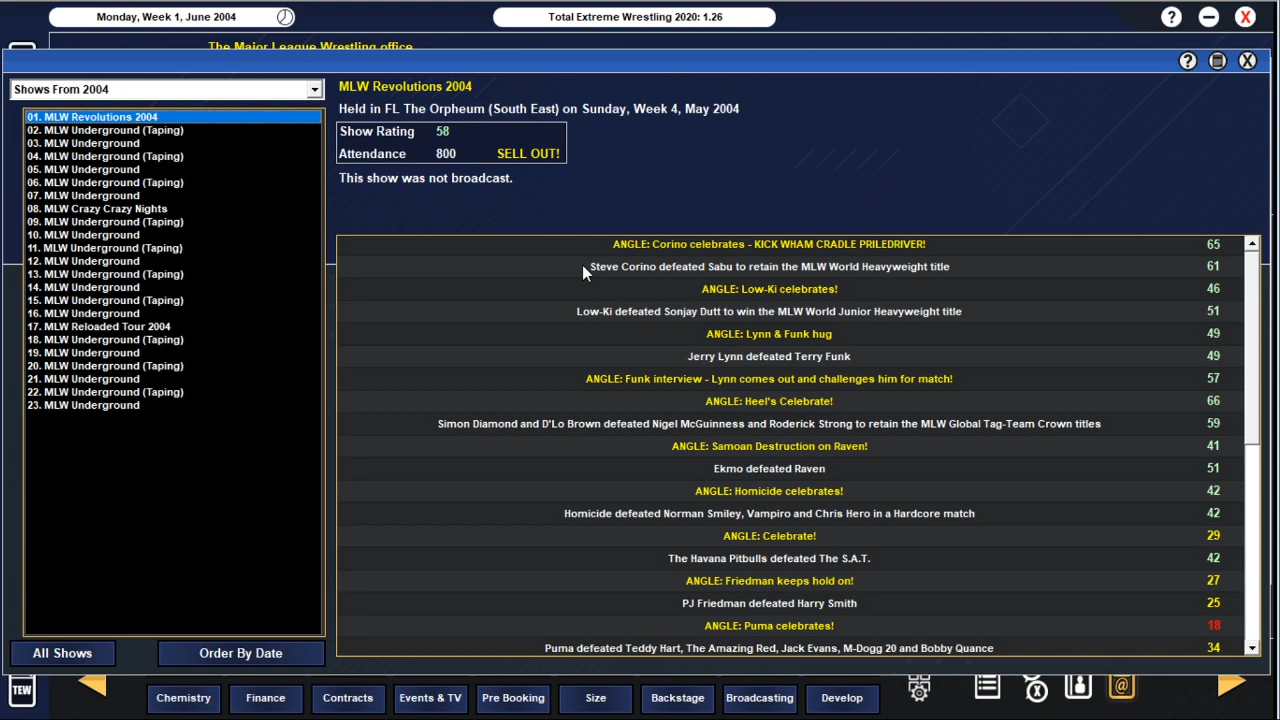 Monday, Week 1, June 2004
Total Extreme Wrestling 2020: 1.26
?
X
The Major League Wrestling office
?
X
Shows From 2004
01. MLW Revolutions 2004
02. MLW Underground (Taping)
03. MLW Underground
04. MLW Underground (Taping)
05. MLW Underground
06. MLW Underground (Taping)
07. MLW Underground
08. MLW Crazy Crazy Nights
09. MLW Underground (Taping)
10. MLW Underground
11. MLW Underground (Taping)
12. MLW Underground
13. MLW Underground (Taping)
14. MLW Underground
15. MLW Underground (Taping)
16. MLW Underground
17. MLW Reloaded Tour 2004
18. MLW Underground (Taping)
19. MLW Underground
20. MLW Underground (Taping)
21. MLW Underground
22. MLW Underground (Taping)
23. MLW Underground
All Shows
Order By Date
MLW Revolutions 2004
Held in FL The Orpheum (South East) on Sunday, Week 4, May 2004
Show Rating 58
Attendance 800 SELL OUT!
This show was not broadcast.
ANGLE: Corino celebrates - KICK WHAM CRADLE PRILEDRIVER! 65
Steve Corino defeated Sabu to retain the MLW World Heavyweight title 61
ANGLE: Low-Ki celebrates! 46
Low-Ki defeated Sonjay Dutt to win the MLW World Junior Heavyweight title 51
ANGLE: Lynn & Funk hug 49
Jerry Lynn defeated Terry Funk 49
ANGLE: Funk interview - Lynn comes out and challenges him for match! 57
ANGLE: Heel's Celebrate! 66
Simon Diamond and D'Lo Brown defeated Nigel McGuinness and Roderick Strong to retain the MLW Global Tag-Team Crown titles 59
ANGLE: Samoan Destruction on Raven! 41
Ekmo defeated Raven 51
ANGLE: Homicide celebrates! 42
Homicide defeated Norman Smiley, Vampiro and Chris Hero in a Hardcore match 42
ANGLE: Celebrate! 29
The Havana Pitbulls defeated The S.A.T. 42
ANGLE: Friedman keeps hold on! 27
PJ Friedman defeated Harry Smith 25
ANGLE: Puma celebrates! 18
Puma defeated Teddy Hart, The Amazing Red, Jack Evans, M-Dogg 20 and Bobby Quance 34
TEW
Chemistry
Finance
Contracts
Events & TV
Pre Booking
Size
Backstage
Broadcasting
Develop
@